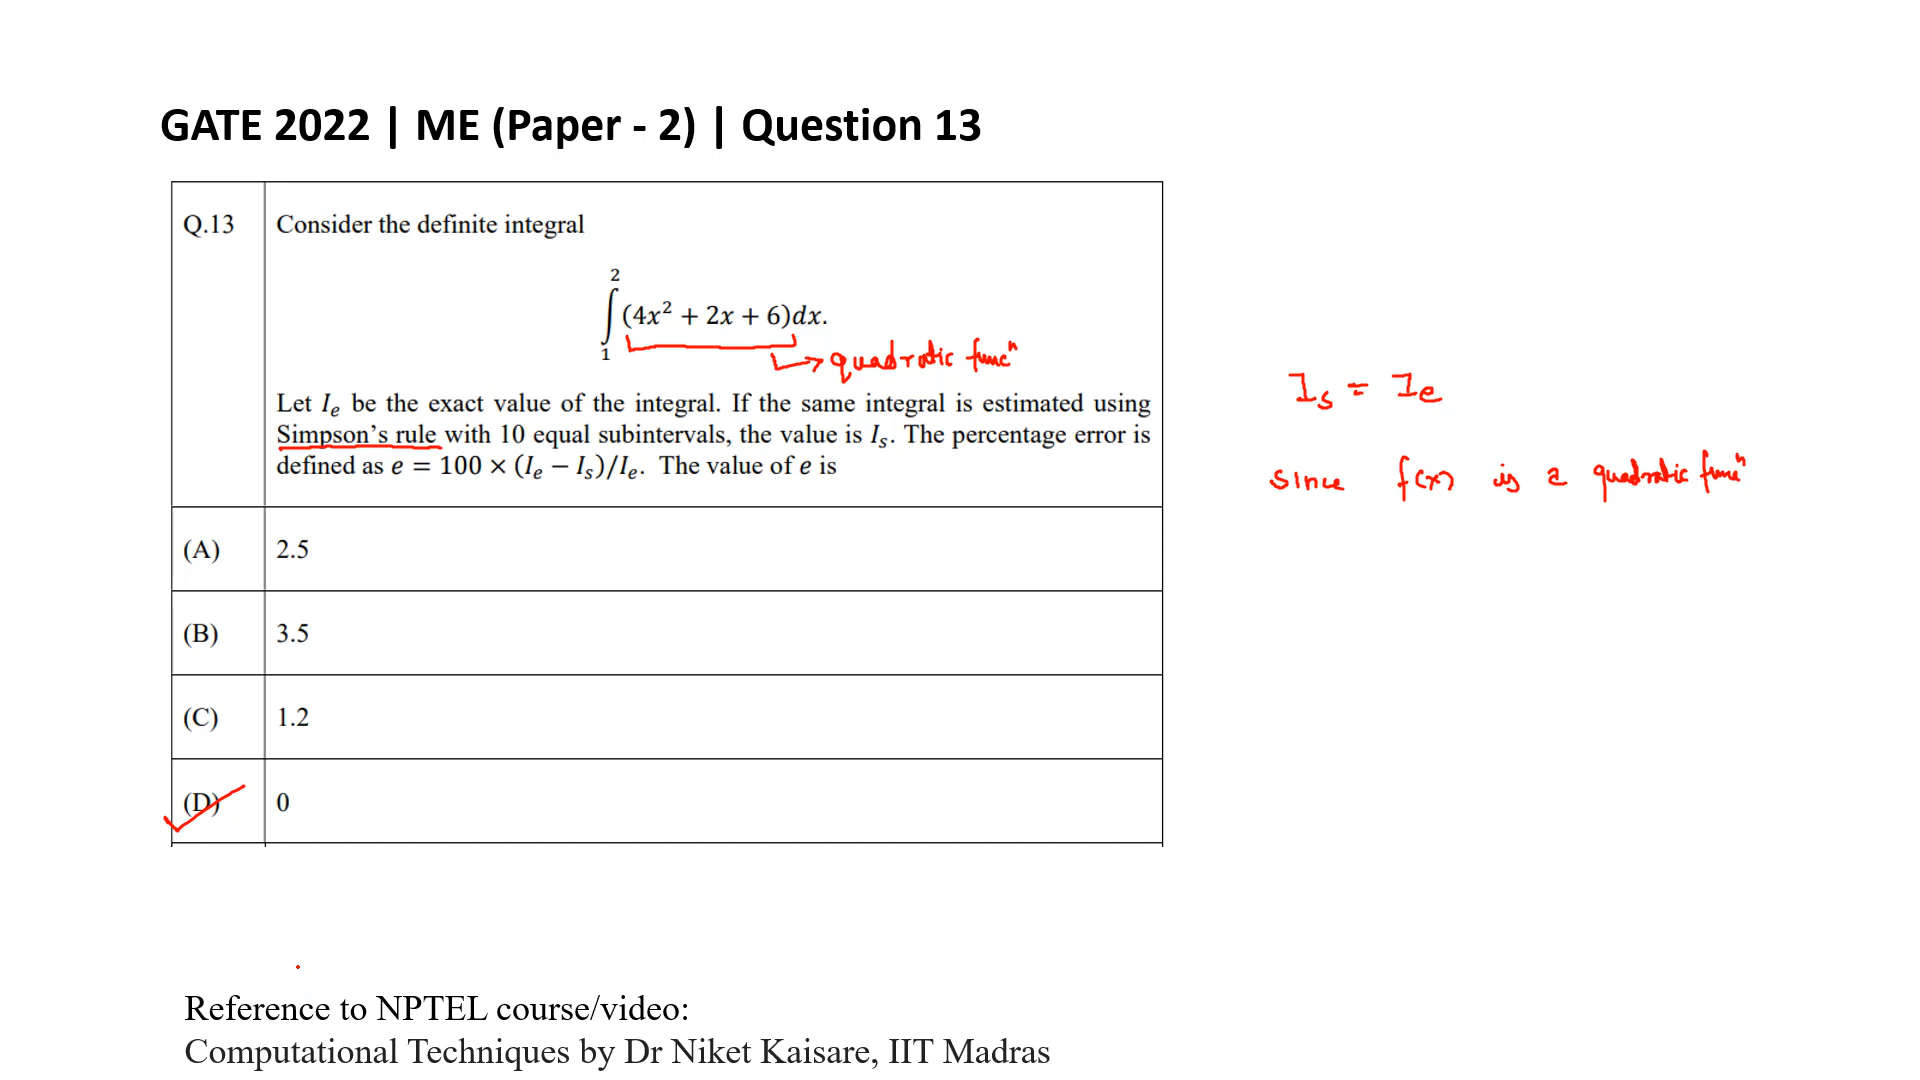 GATE 2022 | ME (Paper - 2) | Question 13
Q.13 Consider the definite integral
∫₁² (4x² + 2x + 6)dx.
↳ quadratic funcⁿ
Let Iₑ be the exact value of the integral. If the same integral is estimated using
Simpson’s rule with 10 equal subintervals, the value is Iₛ. The percentage error is
defined as e = 100 × (Iₑ − Iₛ)/Iₑ. The value of e is
Iₛ = Iₑ
since f(x) is a quadratic funcⁿ
(A) 2.5
(B) 3.5
(C) 1.2
(D) 0
Reference to NPTEL course/video:
Computational Techniques by Dr Niket Kaisare, IIT Madras